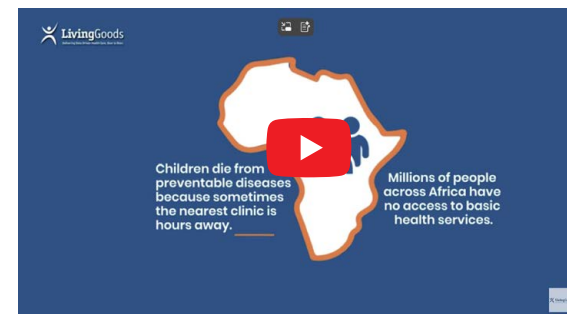 LivingGoods
Children die from
preventable diseases
because sometimes
the nearest clinic is
hours away.
Millions of people
across Africa have
no access to basic
health services.